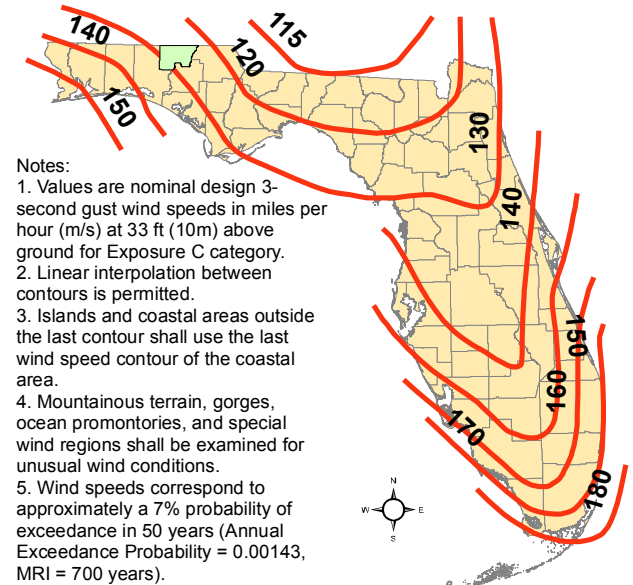 115
140
120
150
130
140
Notes:
1. Values are nominal design 3-
second gust wind speeds in miles per
hour (m/s) at 33 ft (10m) above
ground for Exposure C category.
2. Linear interpolation between
contours is permitted.
3. Islands and coastal areas outside
the last contour shall use the last
wind speed contour of the coastal
area.
4. Mountainous terrain, gorges,
ocean promontories, and special
wind regions shall be examined for
unusual wind conditions.
5. Wind speeds correspond to
approximately a 7% probability of
exceedance in 50 years (Annual
Exceedance Probability = 0.00143,
MRI = 700 years).
150
160
170
180
N
W E
S